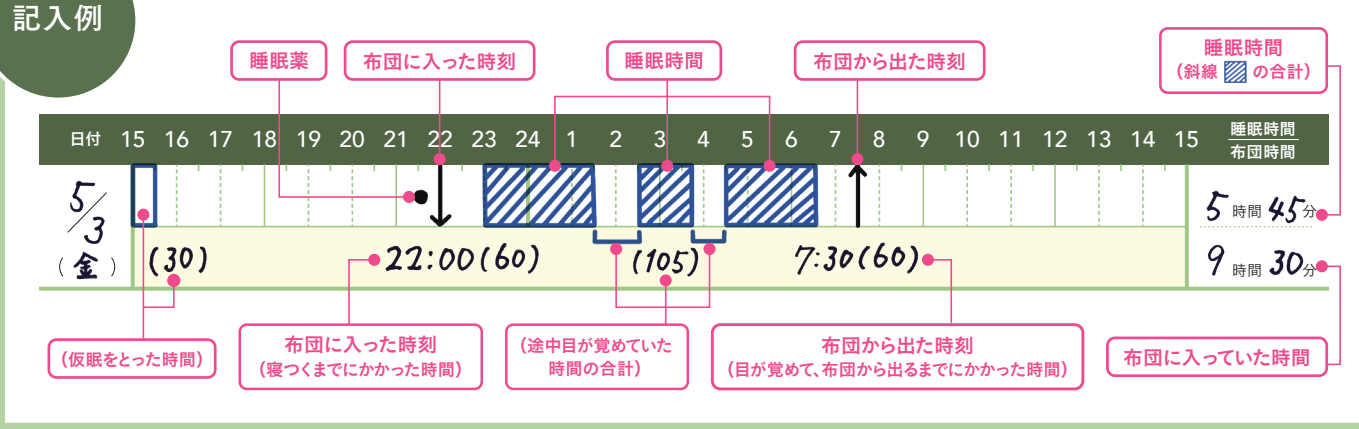 記入例
睡眠薬
布団に入った時刻
睡眠時間
布団から出た時刻
睡眠時間
(斜線 の合計)
日付 15 16 17 18 19 20 21 22 23 24 1 2 3 4 5 6 7 8 9 10 11 12 13 14 15 睡眠時間
布団時間
5/3
(金)
5 時間 45分
(30) 22:00(60) (105) 7:30(60) 9 時間 30分
(仮眠をとった時間)
布団に入った時刻
(寝つくまでにかかった時間)
(途中目が覚めていた
時間の合計)
布団から出た時刻
(目が覚めて、布団から出るまでにかかった時間)
布団に入っていた時間